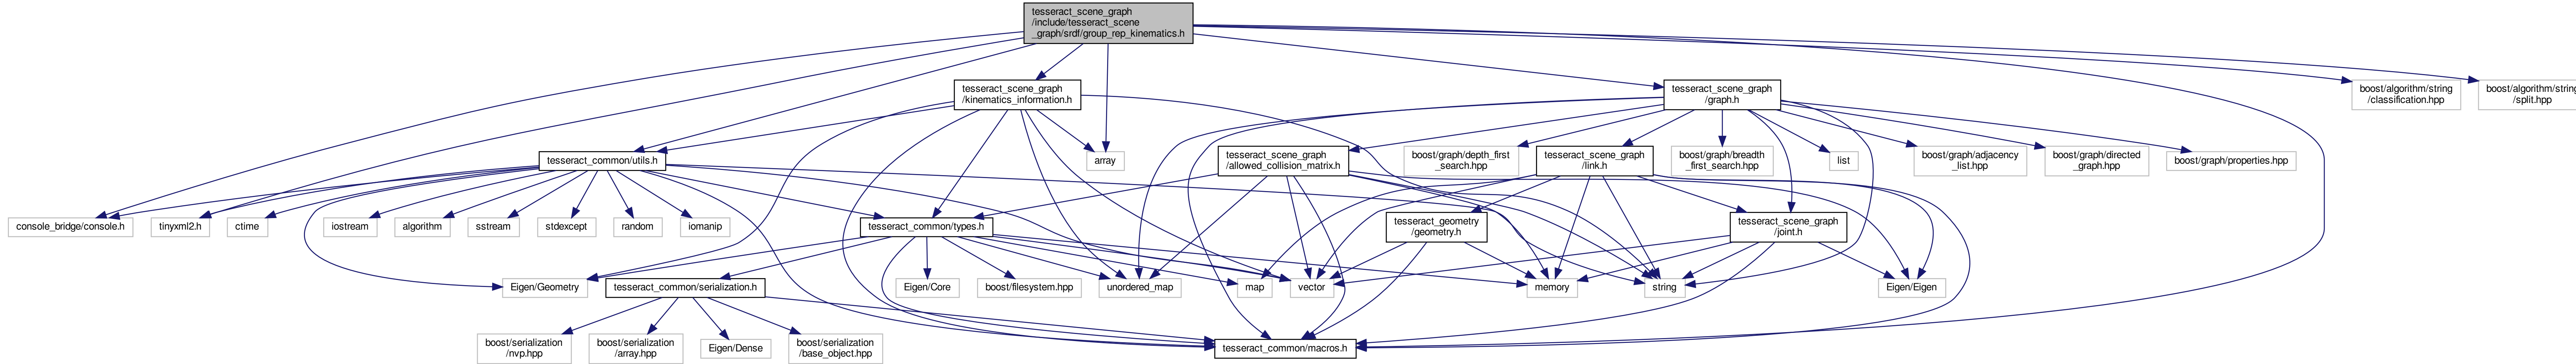 tesseract_scene_graph
/include/tesseract_scene
_graph/srdf/group_rep_kinematics.h
tesseract_scene_graph
/kinematics_information.h
tesseract_scene_graph
/graph.h
boost/algorithm/string
/classification.hpp
boost/algorithm/string
/split.hpp
tesseract_common/utils.h
array
tesseract_scene_graph
/allowed_collision_matrix.h
boost/graph/depth_first
_search.hpp
tesseract_scene_graph
/link.h
boost/graph/breadth
_first_search.hpp
list
boost/graph/adjacency
_list.hpp
boost/graph/directed
_graph.hpp
boost/graph/properties.hpp
console_bridge/console.h
tinyxml2.h
ctime
iostream
algorithm
sstream
stdexcept
random
iomanip
tesseract_common/types.h
tesseract_geometry
/geometry.h
tesseract_scene_graph
/joint.h
Eigen/Geometry
tesseract_common/serialization.h
Eigen/Core
boost/filesystem.hpp
unordered_map
map
vector
memory
string
Eigen/Eigen
boost/serialization
/nvp.hpp
boost/serialization
/array.hpp
Eigen/Dense
boost/serialization
/base_object.hpp
tesseract_common/macros.h